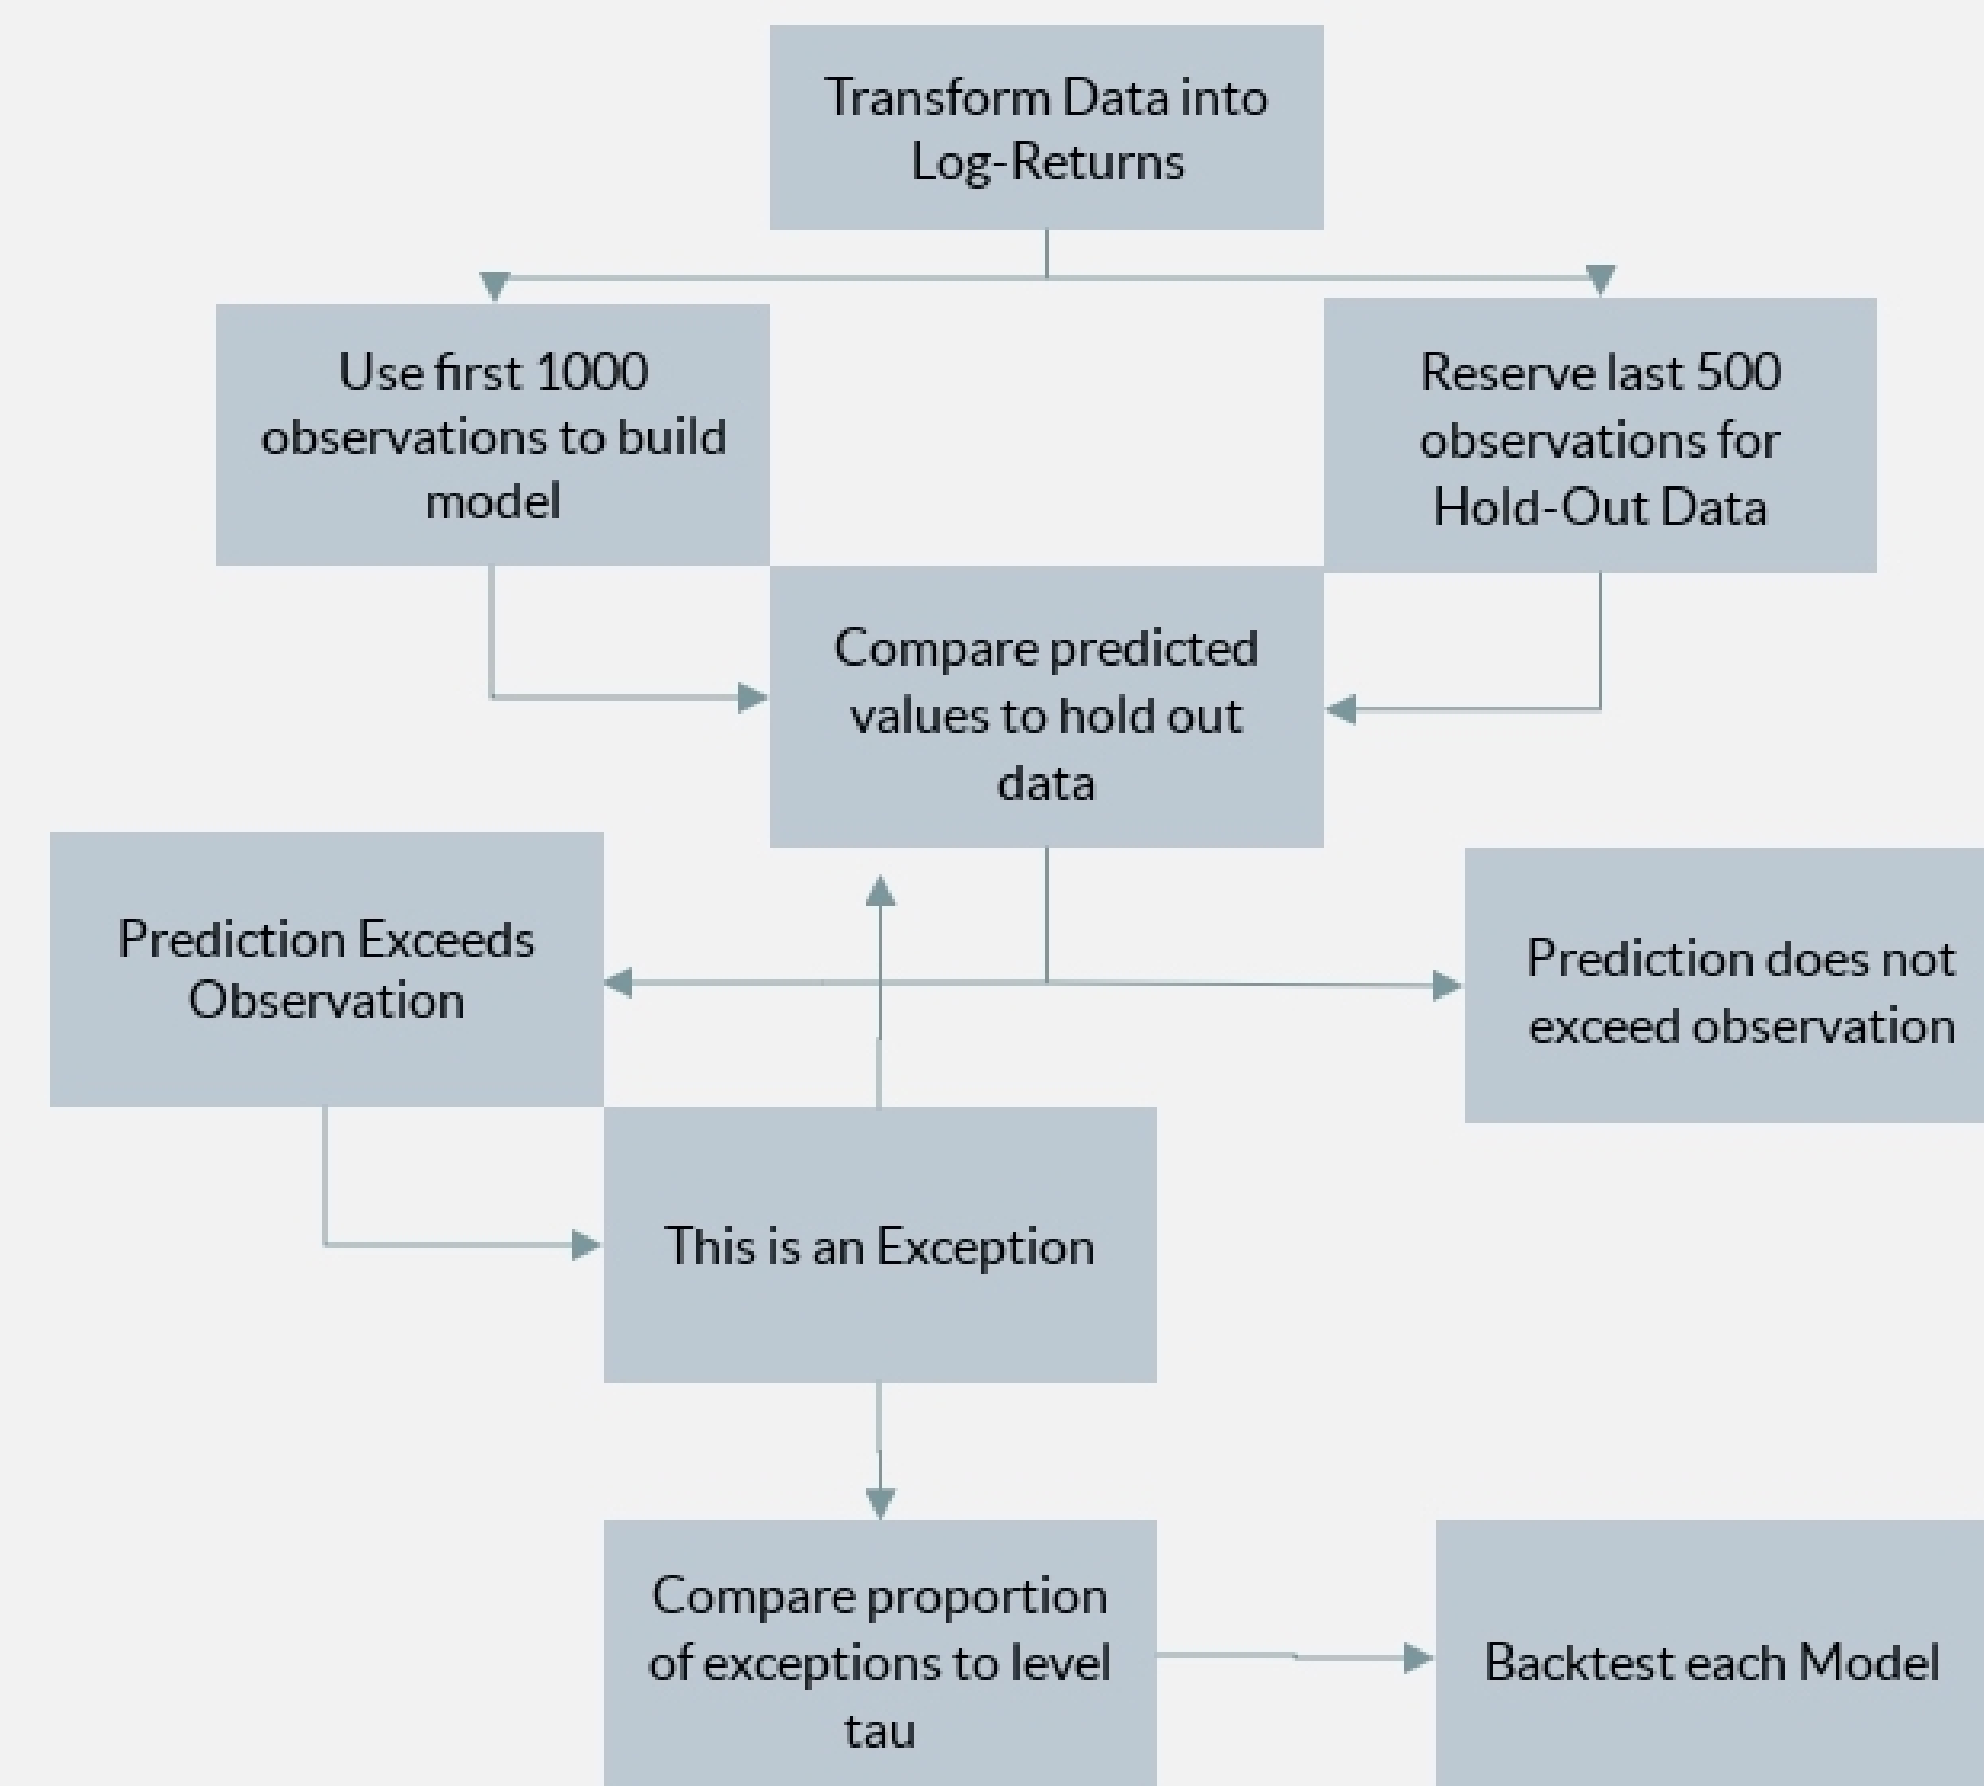 Transform Data into
Log-Returns
Use first 1000
observations to build
model
Reserve last 500
observations for
Hold-Out Data
Compare predicted
values to hold out
data
Prediction Exceeds
Observation
Prediction does not
exceed observation
This is an Exception
Compare proportion
of exceptions to level
tau
Backtest each Model